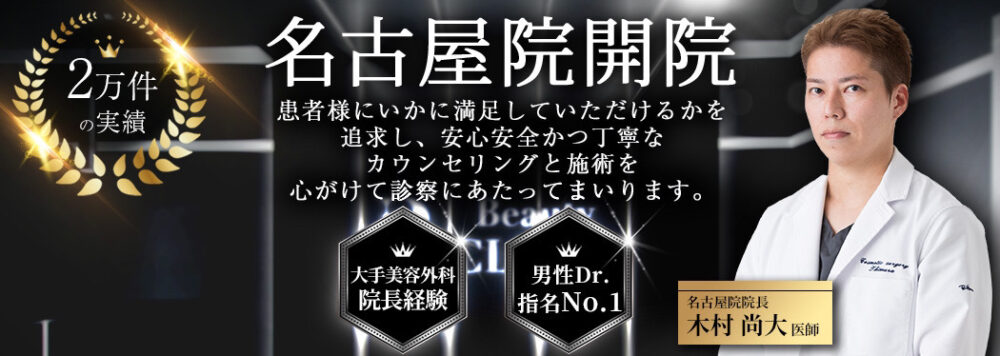 2万件
の実績
名古屋院開院
患者様にいかに満足していただけるかを
追求し、安心安全かつ丁寧な
カウンセリングと施術を
心がけて診察にあたってまいります。
Beauty
CL
大手美容外科
院長経験
男性Dr.
指名No.1
Cosmetic surgery
名古屋院院長
木村 尚大 医師